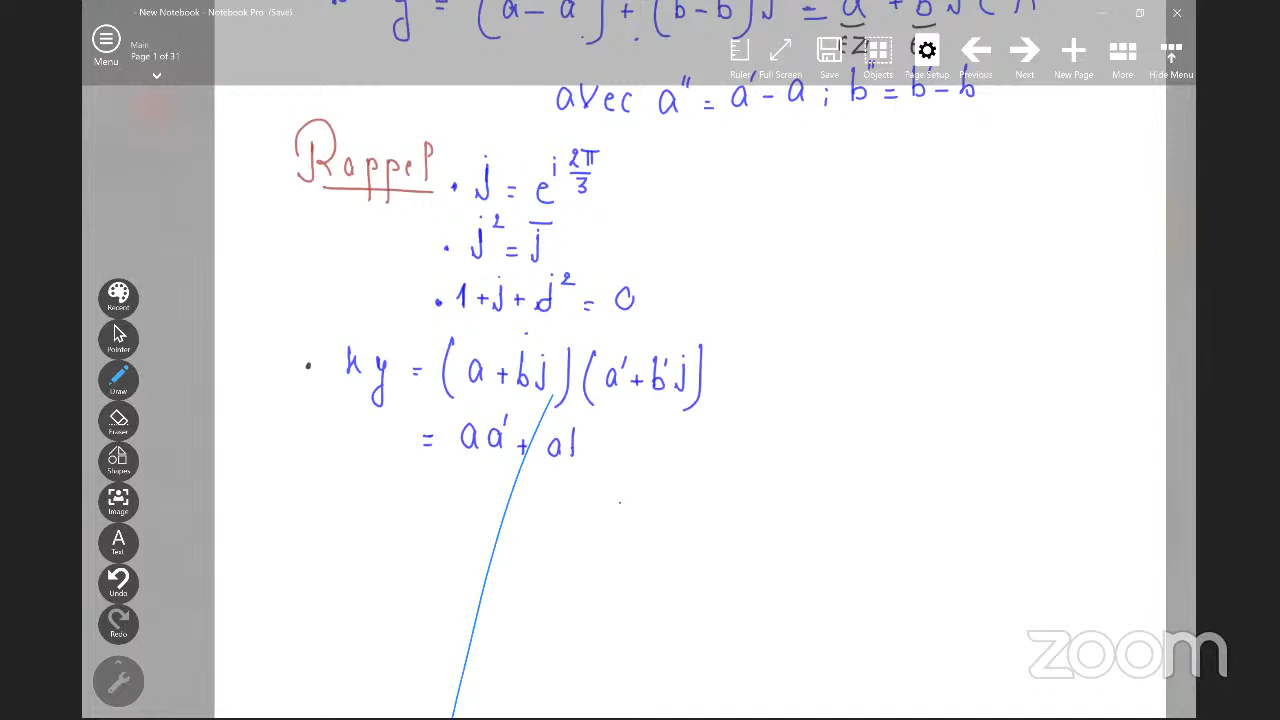 - New Notebook - Notebook Pro (Save)
y = (a - a) + (b - b) j = a'' + b'' j
Menu
Main
Page 1 of 31
Ruler Full Screen Save Objects Page Setup Previous Next New Page More Hide Menu
avec a'' = a' - a ; b'' = b' - b
Rappel
• j = e^{i 2π/3}
• j² = j̄
• 1 + j + j² = 0
• x y = (a + bj)(a' + b'j)
= aa' + al
Recent
Pointer
Draw
Eraser
Shapes
Image
Text
Undo
Redo
zoom